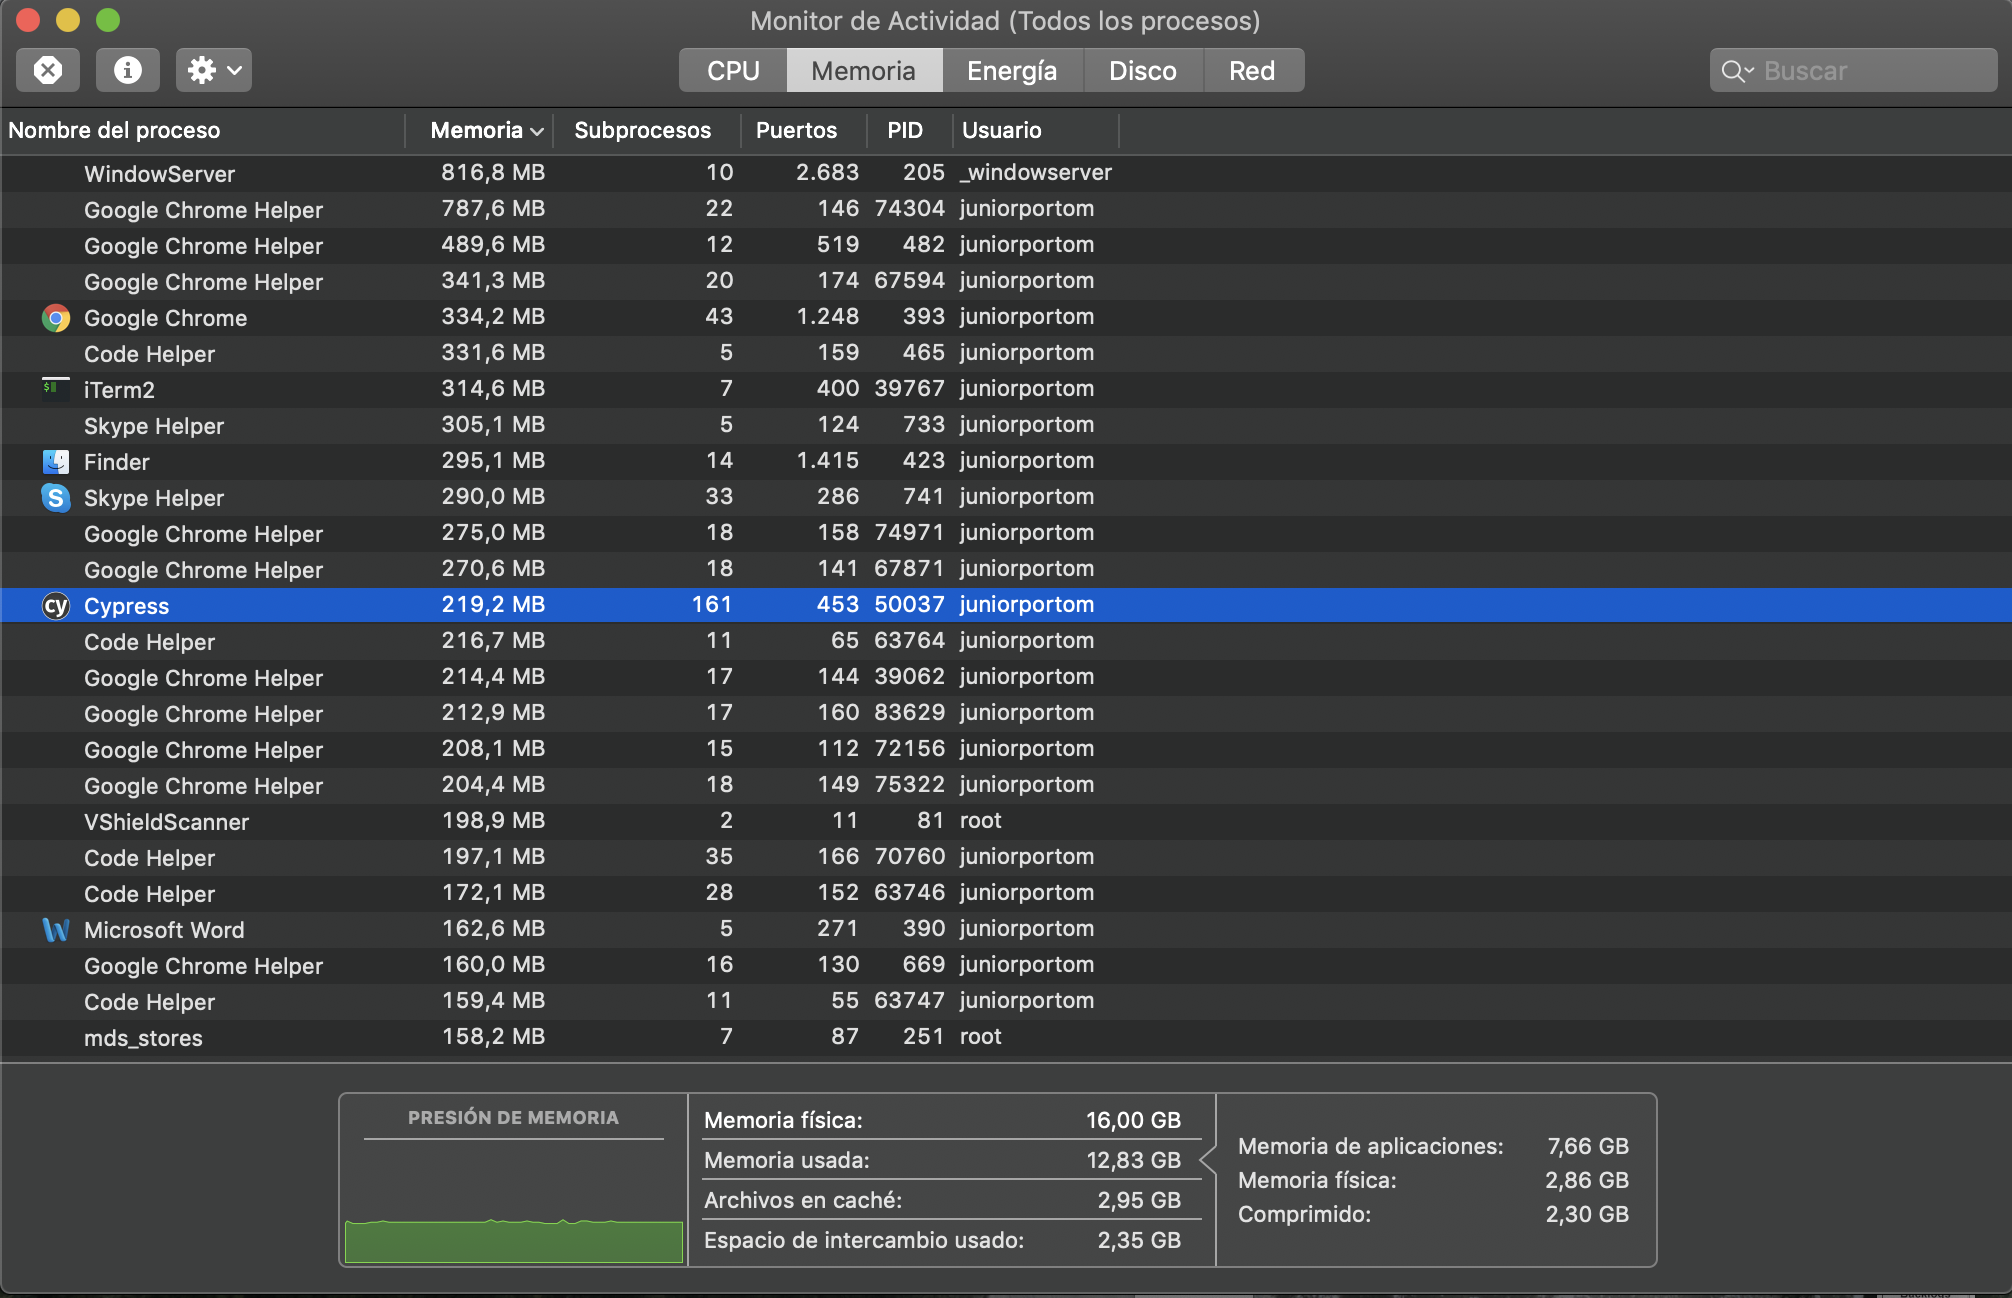 Monitor de Actividad (Todos los procesos)
CPU Memoria Energía Disco Red Buscar
Nombre del proceso Memoria Subprocesos Puertos PID Usuario
WindowServer 816,8 MB 10 2.683 205 _windowserver
Google Chrome Helper 787,6 MB 22 146 74304 juniorportom
Google Chrome Helper 489,6 MB 12 519 482 juniorportom
Google Chrome Helper 341,3 MB 20 174 67594 juniorportom
Google Chrome 334,2 MB 43 1.248 393 juniorportom
Code Helper 331,6 MB 5 159 465 juniorportom
$ iTerm2 314,6 MB 7 400 39767 juniorportom
Skype Helper 305,1 MB 5 124 733 juniorportom
Finder 295,1 MB 14 1.415 423 juniorportom
S Skype Helper 290,0 MB 33 286 741 juniorportom
Google Chrome Helper 275,0 MB 18 158 74971 juniorportom
Google Chrome Helper 270,6 MB 18 141 67871 juniorportom
cy Cypress 219,2 MB 161 453 50037 juniorportom
Code Helper 216,7 MB 11 65 63764 juniorportom
Google Chrome Helper 214,4 MB 17 144 39062 juniorportom
Google Chrome Helper 212,9 MB 17 160 83629 juniorportom
Google Chrome Helper 208,1 MB 15 112 72156 juniorportom
Google Chrome Helper 204,4 MB 18 149 75322 juniorportom
VShieldScanner 198,9 MB 2 11 81 root
Code Helper 197,1 MB 35 166 70760 juniorportom
Code Helper 172,1 MB 28 152 63746 juniorportom
W Microsoft Word 162,6 MB 5 271 390 juniorportom
Google Chrome Helper 160,0 MB 16 130 669 juniorportom
Code Helper 159,4 MB 11 55 63747 juniorportom
mds_stores 158,2 MB 7 87 251 root
PRESIÓN DE MEMORIA
Memoria física: 16,00 GB
Memoria usada: 12,83 GB
Archivos en caché: 2,95 GB
Espacio de intercambio usado: 2,35 GB
Memoria de aplicaciones: 7,66 GB
Memoria física: 2,86 GB
Comprimido: 2,30 GB